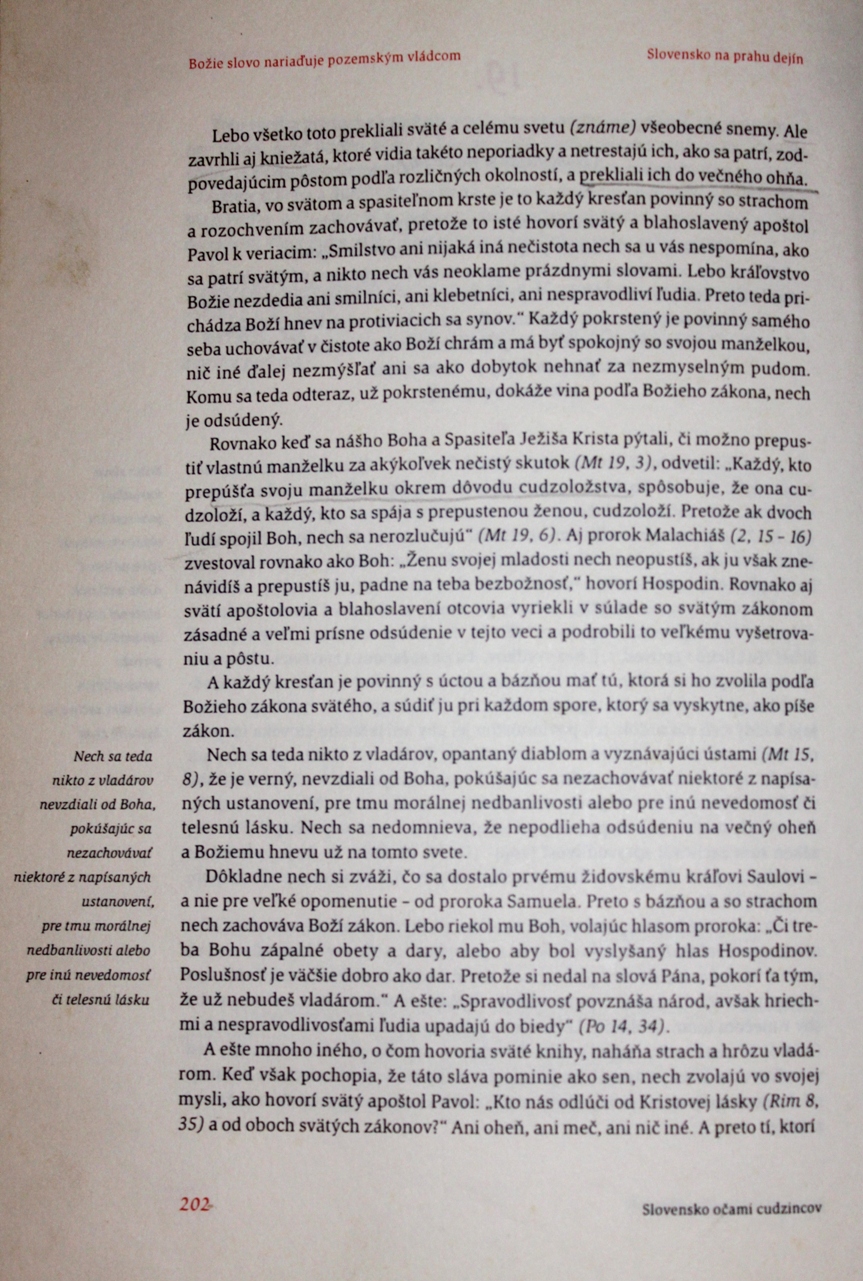 Božie slovo nariaďuje pozemským vládcom
Slovensko na prahu dejín
Lebo všetko toto prekliali sväté a celému svetu (známe) všeobecné snemy. Ale
zavrhli aj kniežatá, ktoré vidia takéto neporiadky a netrestajú ich, ako sa patrí, zod-
povedajúcim pôstom podľa rozličných okolností, a prekliali ich do večného ohňa.
Bratia, vo svätom a spasiteľnom krste je to každý kresťan povinný so strachom
a rozochvením zachovávať, pretože to isté hovorí svätý a blahoslavený apoštol
Pavol k veriacim: „Smilstvo ani nijaká iná nečistota nech sa u vás nespomína, ako
sa patrí svätým, a nikto nech vás neoklame prázdnymi slovami. Lebo kráľovstvo
Božie nezdedia ani smilníci, ani klebetníci, ani nespravodliví ľudia. Preto teda pri-
chádza Boží hnev na protiviacich sa synov.“ Každý pokrstený je povinný samého
seba uchovávať v čistote ako Boží chrám a má byť spokojný so svojou manželkou,
nič iné ďalej nezmýšľať ani sa ako dobytok nehnať za nezmyselným pudom.
Komu sa teda odteraz, už pokrstenému, dokáže vina podľa Božieho zákona, nech
je odsúdený.
Rovnako keď sa nášho Boha a Spasiteľa Ježiša Krista pýtali, či možno prepus-
tiť vlastnú manželku za akýkoľvek nečistý skutok (Mt 19, 3), odvetil: „Každý, kto
prepúšťa svoju manželku okrem dôvodu cudzoložstva, spôsobuje, že ona cu-
dzoloží, a každý, kto sa spája s prepustenou ženou, cudzoloží. Pretože ak dvoch
ľudí spojil Boh, nech sa nerozlučujú“ (Mt 19, 6). Aj prorok Malachiáš (2, 15 – 16)
zvestoval rovnako ako Boh: „Ženu svojej mladosti nech neopustíš, ak ju však zne-
návidíš a prepustíš ju, padne na teba bezbožnosť,“ hovorí Hospodin. Rovnako aj
svätí apoštolovia a blahoslavení otcovia vyriekli v súlade so svätým zákonom
zásadné a veľmi prísne odsúdenie v tejto veci a podrobili to veľkému vyšetrova-
niu a pôstu.
A každý kresťan je povinný s úctou a bázňou mať tú, ktorá si ho zvolila podľa
Božieho zákona svätého, a súdiť ju pri každom spore, ktorý sa vyskytne, ako píše
zákon.
Nech sa teda nikto z vladárov, opantaný diablom a vyznávajúci ústami (Mt 15,
8), že je verný, nevzdiali od Boha, pokúšajúc sa nezachovávať niektoré z napísa-
ných ustanovení, pre tmu morálnej nedbanlivosti alebo pre inú nevedomosť či
telesnú lásku. Nech sa nedomnieva, že nepodlieha odsúdeniu na večný oheň
a Božiemu hnevu už na tomto svete.
Dôkladne nech si zváži, čo sa dostalo prvému židovskému kráľovi Saulovi –
a nie pre veľké opomenutie – od proroka Samuela. Preto s bázňou a so strachom
nech zachováva Boží zákon. Lebo riekol mu Boh, volajúc hlasom proroka: „Či tre-
ba Bohu zápalné obety a dary, alebo aby bol vyslyšaný hlas Hospodinov.
Poslušnosť je väčšie dobro ako dar. Pretože si nedal na slová Pána, pokorí ťa tým,
že už nebudeš vladárom.“ A ešte: „Spravodlivosť povznáša národ, avšak hriech-
mi a nespravodlivosťami ľudia upadajú do biedy“ (Po 14, 34).
A ešte mnoho iného, o čom hovoria sväté knihy, naháňa strach a hrôzu vladá-
rom. Keď však pochopia, že táto sláva pominie ako sen, nech zvolajú vo svojej
mysli, ako hovorí svätý apoštol Pavol: „Kto nás odlúči od Kristovej lásky (Rim 8,
35) a od oboch svätých zákonov?“ Ani oheň, ani meč, ani nič iné. A preto tí, ktorí
Nech sa teda
nikto z vladárov
nevzdiali od Boha,
pokúšajúc sa
nezachovávať
niektoré z napísaných
ustanovení,
pre tmu morálnej
nedbanlivosti alebo
pre inú nevedomosť
či telesnú lásku
202
Slovensko očami cudzincov